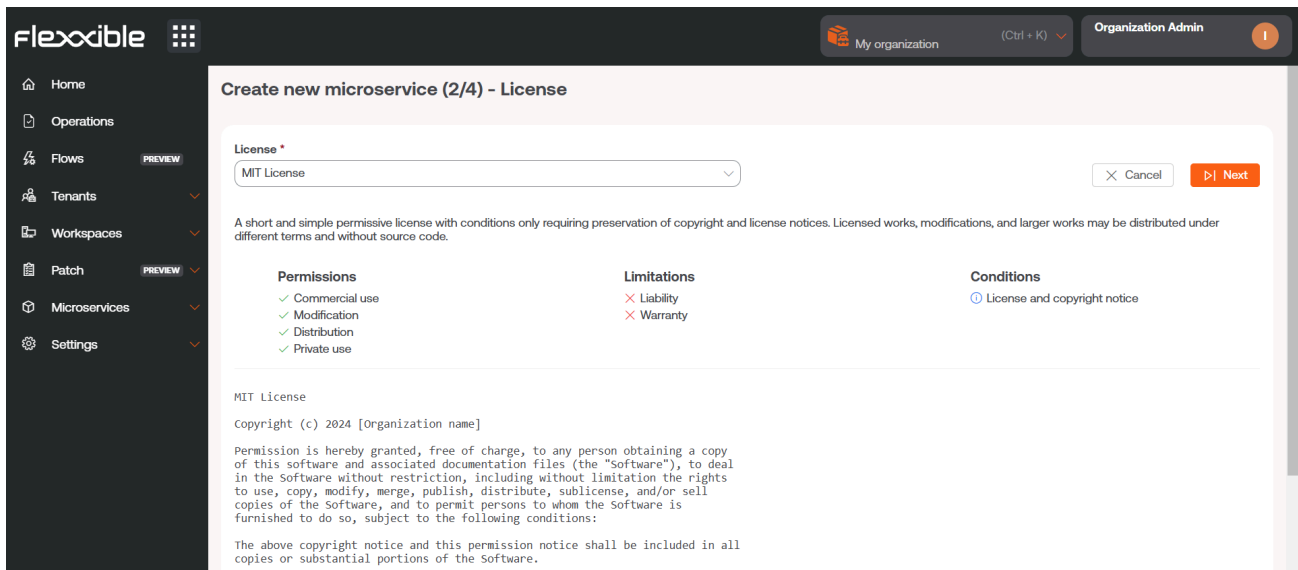 Flexxible
My organization
(Ctrl + K)
Organization Admin
I
Home
Operations
Flows PREVIEW
Tenants
Workspaces
Patch PREVIEW
Microservices
Settings
Create new microservice (2/4) - License
License *
MIT License
Cancel
Next
A short and simple permissive license with conditions only requiring preservation of copyright and license notices. Licensed works, modifications, and larger works may be distributed under
different terms and without source code.
Permissions
Commercial use
Modification
Distribution
Private use
Limitations
Liability
Warranty
Conditions
License and copyright notice
MIT License
Copyright (c) 2024 [Organization name]
Permission is hereby granted, free of charge, to any person obtaining a copy
of this software and associated documentation files (the "Software"), to deal
in the Software without restriction, including without limitation the rights
to use, copy, modify, merge, publish, distribute, sublicense, and/or sell
copies of the Software, and to permit persons to whom the Software is
furnished to do so, subject to the following conditions:
The above copyright notice and this permission notice shall be included in all
copies or substantial portions of the Software.